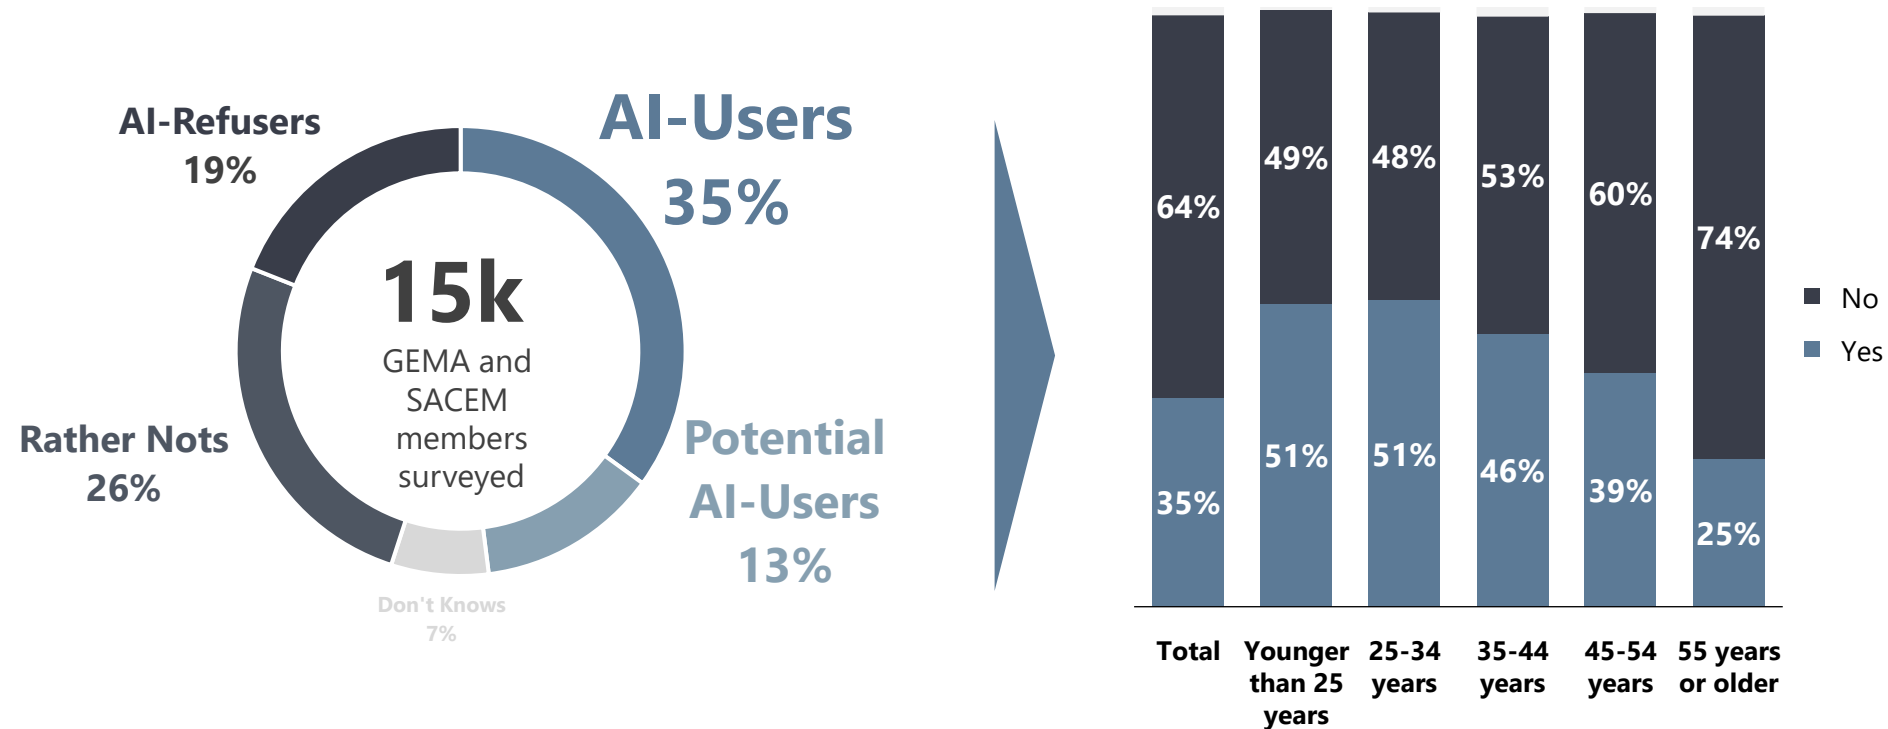 AI-Refusers
19%
AI-Users
35%
15k
GEMA and
SACEM
members
surveyed
Rather Nots
26%
Potential
AI-Users
13%
Don't Knows
7%
64%
49%
48%
53%
60%
74%
35%
51%
51%
46%
39%
25%
No
Yes
Total
Younger
than 25
years
25-34
years
35-44
years
45-54
years
55 years
or older